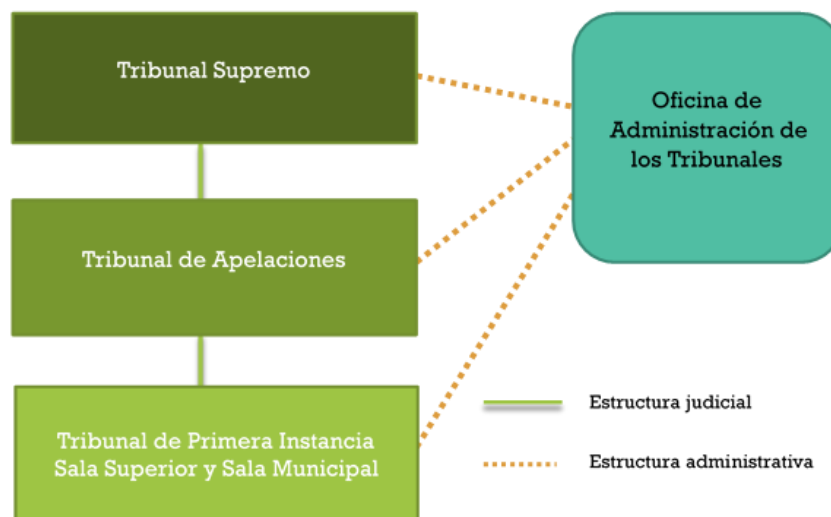 Tribunal Supremo
Oficina de
Administración de
los Tribunales
Tribunal de Apelaciones
Tribunal de Primera Instancia
Sala Superior y Sala Municipal
Estructura judicial
Estructura administrativa